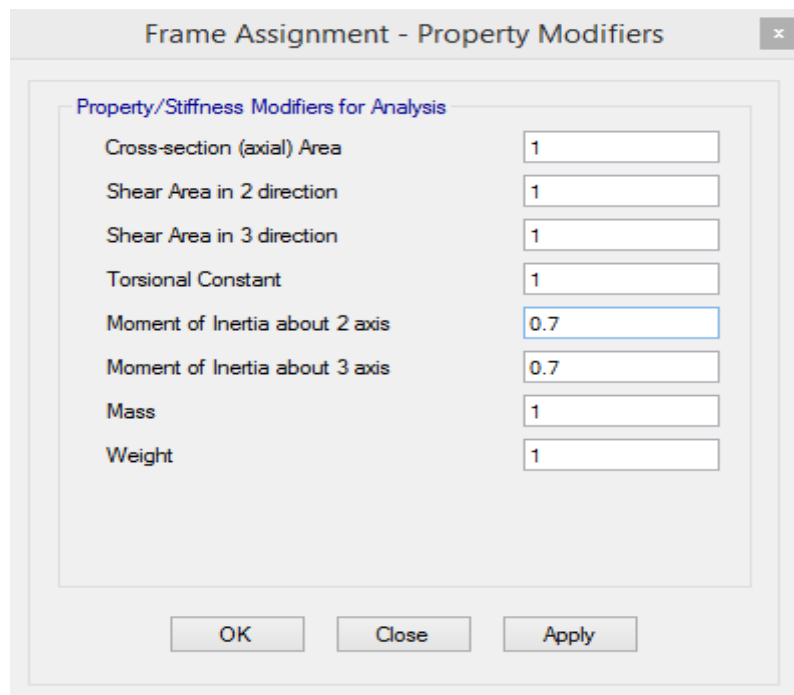 Frame Assignment - Property Modifiers
x
Property/Stiffness Modifiers for Analysis
Cross-section (axial) Area 1
Shear Area in 2 direction 1
Shear Area in 3 direction 1
Torsional Constant 1
Moment of Inertia about 2 axis 0.7
Moment of Inertia about 3 axis 0.7
Mass 1
Weight 1
OK Close Apply